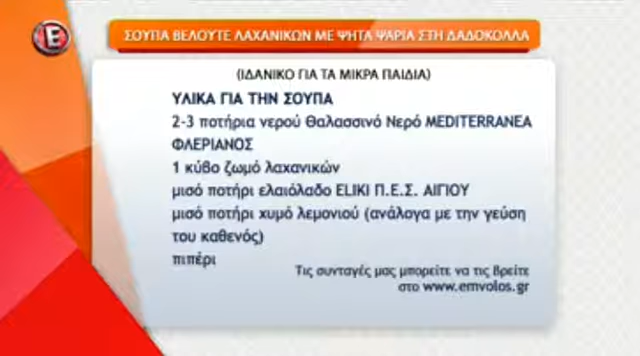 E
ΣΟΥΠΑ ΒΕΛΟΥΤΕ ΛΑΧΑΝΙΚΩΝ ΜΕ ΨΗΤΑ ΨΑΡΙΑ ΣΤΗ ΛΑΔΟΚΟΛΛΑ
(ΙΔΑΝΙΚΟ ΓΙΑ ΤΑ ΜΙΚΡΑ ΠΑΙΔΙΑ)
ΥΛΙΚΑ ΓΙΑ ΤΗΝ ΣΟΥΠΑ
2-3 ποτήρια νερού Θαλασσινό Νερό MEDITERRANEA
ΦΛΕΡΙΑΝΟΣ
1 κύβο ζωμό λαχανικών
μισό ποτήρι ελαιόλαδο ELIKI Π.Ε.Σ. ΑΙΓΙΟΥ
μισό ποτήρι χυμό λεμονιού (ανάλογα με την γεύση
του καθενός)
πιπέρι
Τις συνταγές μας μπορείτε να τις βρείτε
στο www.emvolos.gr